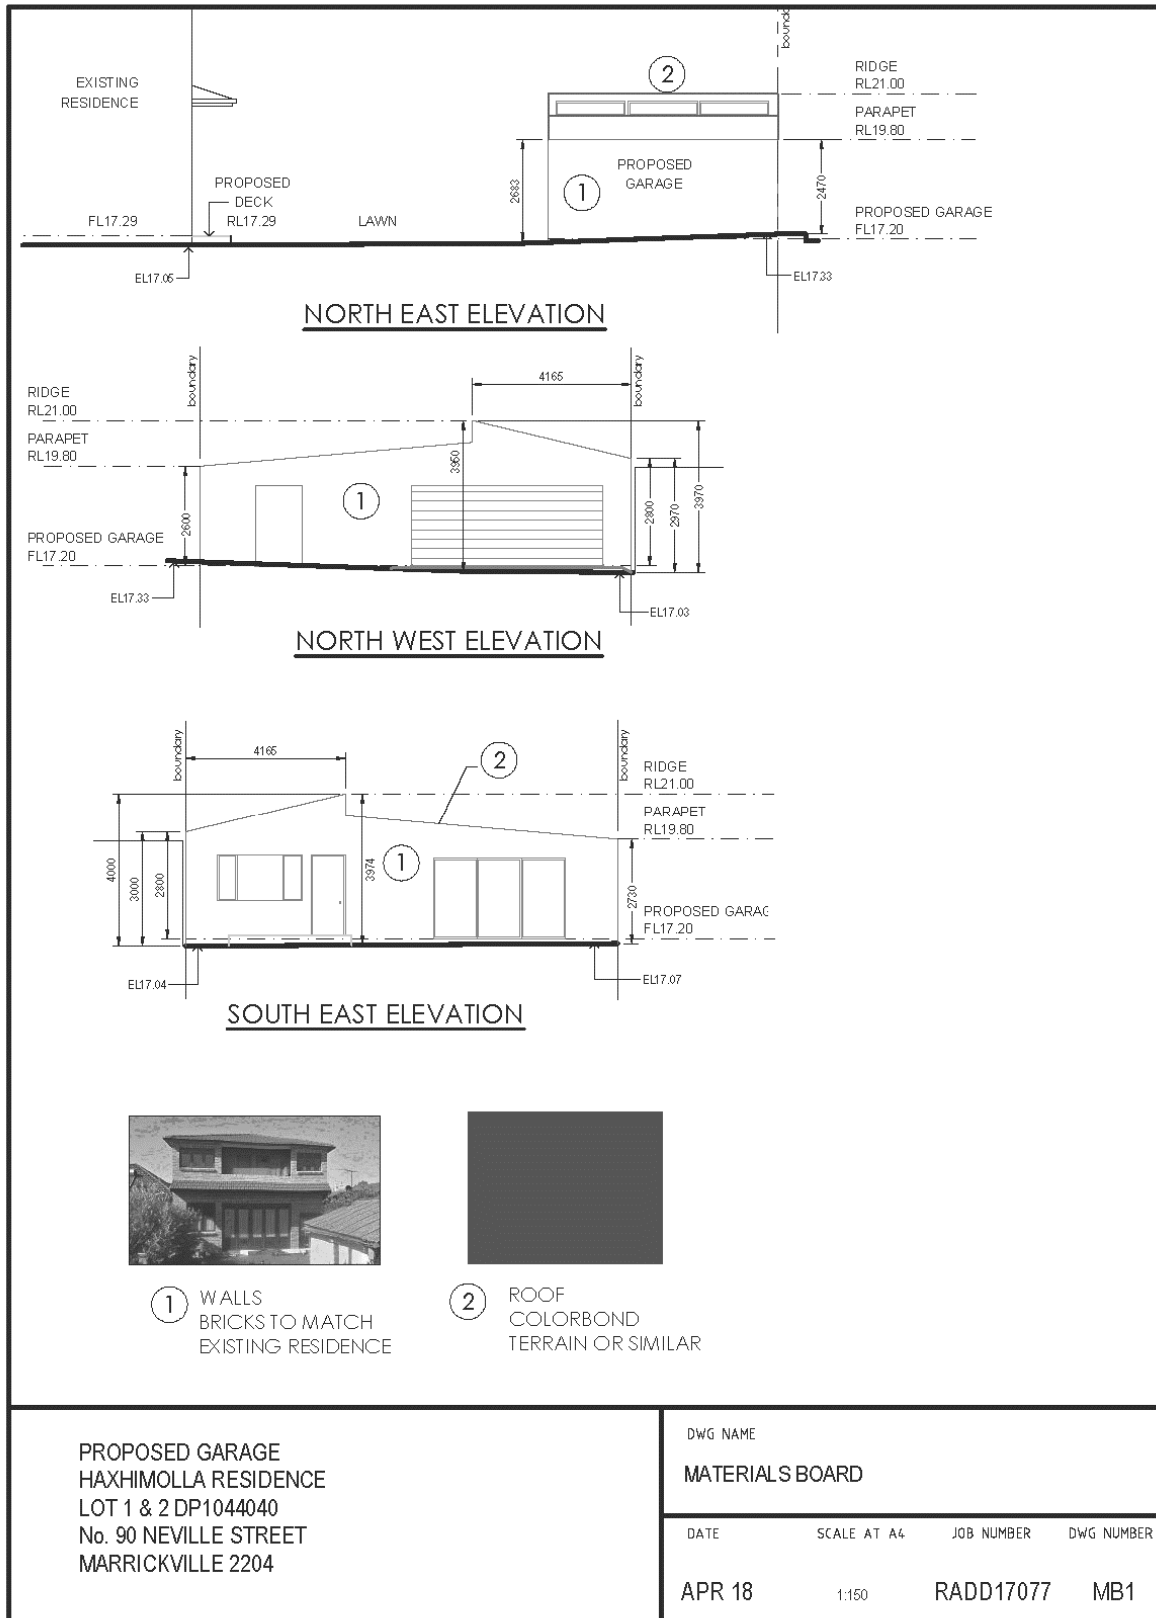 EXISTING
RESIDENCE
2
boundary
RIDGE
RL21.00
PARAPET
RL19.80
PROPOSED
GARAGE
1
2683
2470
PROPOSED
DECK
FL17.29
RL17.29
LAWN
PROPOSED GARAGE
FL17.20
EL17.05
EL17.33
NORTH EAST ELEVATION
boundary
4165
boundary
RIDGE
RL21.00
PARAPET
RL19.80
3950
1
2600
2800
2970
3970
PROPOSED GARAGE
FL17.20
EL17.33
EL17.03
NORTH WEST ELEVATION
boundary
4165
2
boundary
RIDGE
RL21.00
PARAPET
RL19.80
4000
3000
2800
3974
1
2730
PROPOSED GARAG
FL17.20
EL17.04
EL17.07
SOUTH EAST ELEVATION
1 WALLS
BRICKS TO MATCH
EXISTING RESIDENCE
2 ROOF
COLORBOND
TERRAIN OR SIMILAR
PROPOSED GARAGE
HAXHIMOLLA RESIDENCE
LOT 1 & 2 DP1044040
No. 90 NEVILLE STREET
MARRICKVILLE 2204
DWG NAME
MATERIALS BOARD
DATE SCALE AT A4 JOB NUMBER DWG NUMBER
APR 18 1:150 RADD17077 MB1